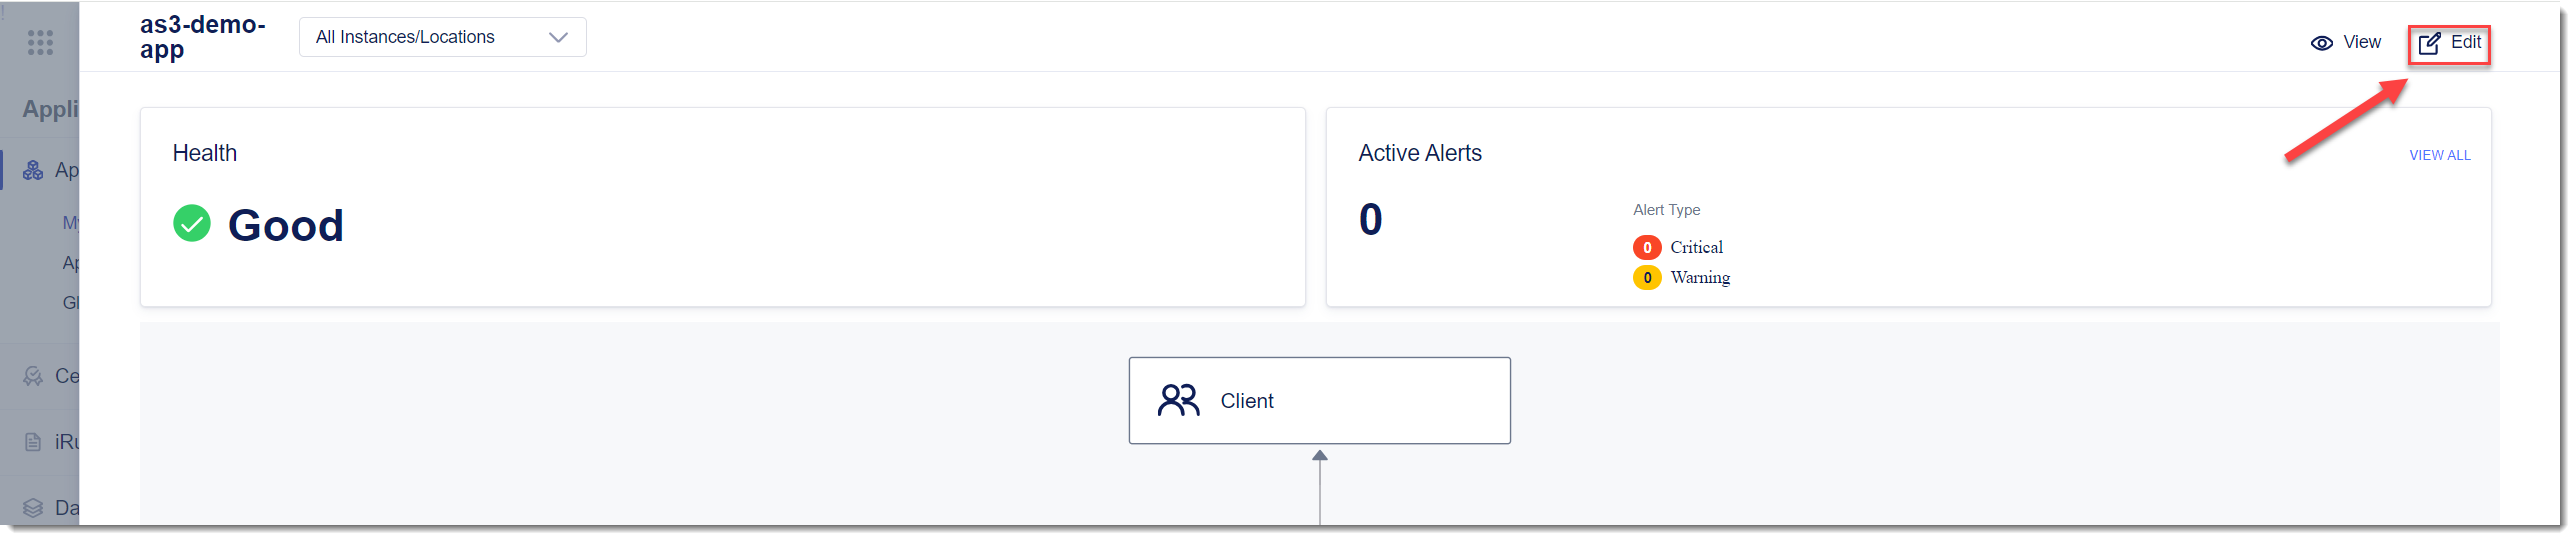 as3-demo-
app
All Instances/Locations
View
Edit
Appli
Ap
My
Ap
Gl
Ce
iRu
Da
Health
Good
Active Alerts
VIEW ALL
0
Alert Type
0 Critical
0 Warning
Client